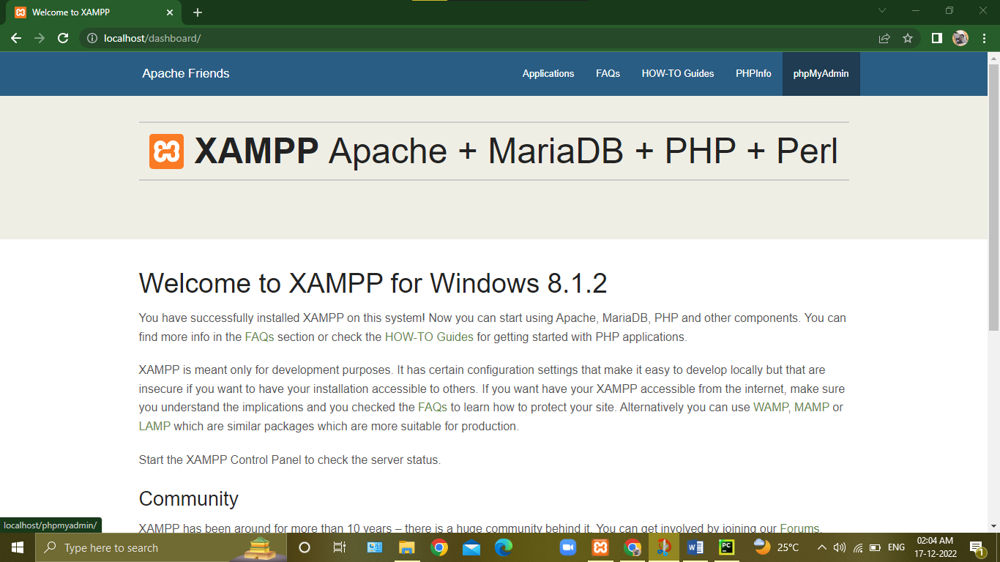 Welcome to XAMPP
localhost/dashboard/
Apache Friends
Applications
FAQs
HOW-TO Guides
PHPInfo
phpMyAdmin
XAMPP Apache + MariaDB + PHP + Perl
Welcome to XAMPP for Windows 8.1.2
You have successfully installed XAMPP on this system! Now you can start using Apache, MariaDB, PHP and other components. You can
find more info in the FAQs section or check the HOW-TO Guides for getting started with PHP applications.
XAMPP is meant only for development purposes. It has certain configuration settings that make it easy to develop locally but that are
insecure if you want to have your installation accessible to others. If you want have your XAMPP accessible from the internet, make sure
you understand the implications and you checked the FAQs to learn how to protect your site. Alternatively you can use WAMP, MAMP or
LAMP which are similar packages which are more suitable for production.
Start the XAMPP Control Panel to check the server status.
Community
XAMPP has been around for more than 10 years – there is a huge community behind it. You can get involved by joining our Forums,
localhost/phpmyadmin/
Type here to search
W
PC
25°C
ENG
02:04 AM
17-12-2022
1